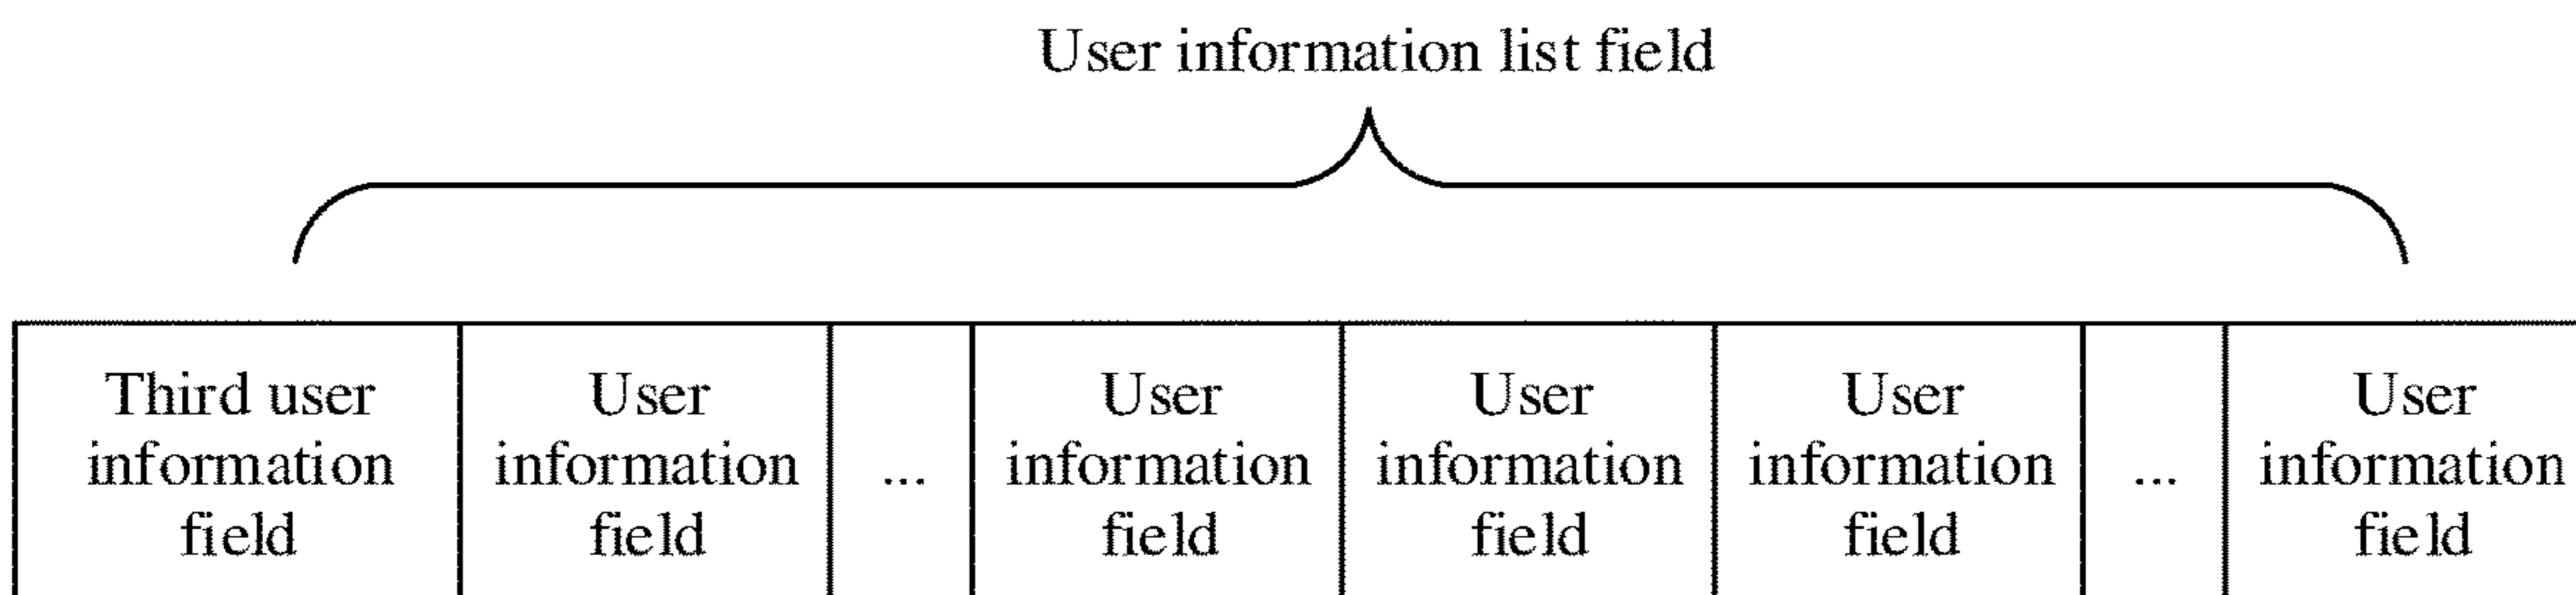 User information list field
Third user
information
field
User
information
field
...
User
information
field
User
information
field
User
information
field
...
User
information
field